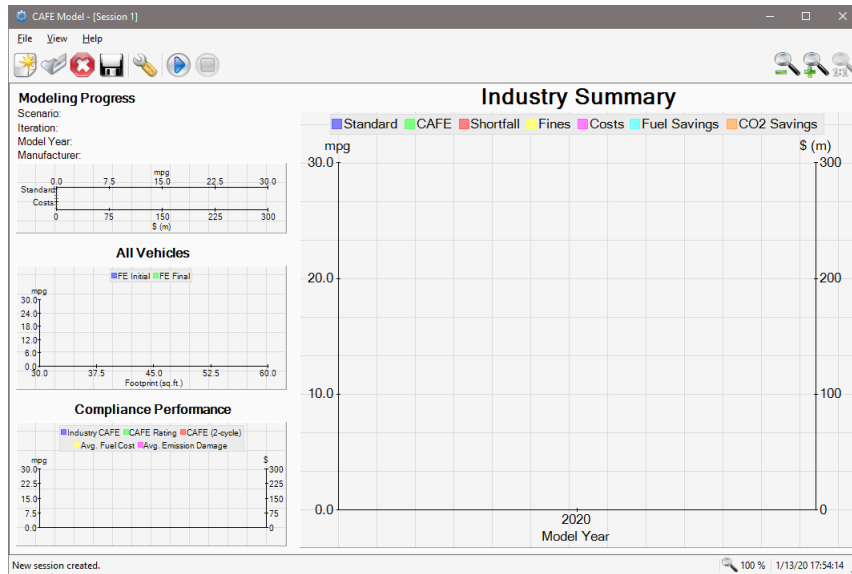 CAFE Model - [Session 1]
File View Help
Modeling Progress
Scenario:
Iteration:
Model Year:
Manufacturer:
mpg
0.0 7.5 15.0 22.5 30.0
Standard
Costs
0 75 150 225 300
$ (m)
All Vehicles
FE Initial FE Final
mpg
30.0
24.0
18.0
12.0
6.0
0.0
30.0 37.5 45.0 52.5 60.0
Footprint (sq.ft.)
Compliance Performance
Industry CAFE CAFE Rating CAFE (2-cycle)
Avg. Fuel Cost Avg. Emission Damage
mpg $
30.0 300
22.5 225
15.0 150
7.5 75
0.0 0
Industry Summary
Standard CAFE Shortfall Fines Costs Fuel Savings CO2 Savings
mpg $ (m)
30.0 300
20.0 200
10.0 100
0.0 0
2020
Model Year
New session created.
100 % 1/13/20 17:54:14